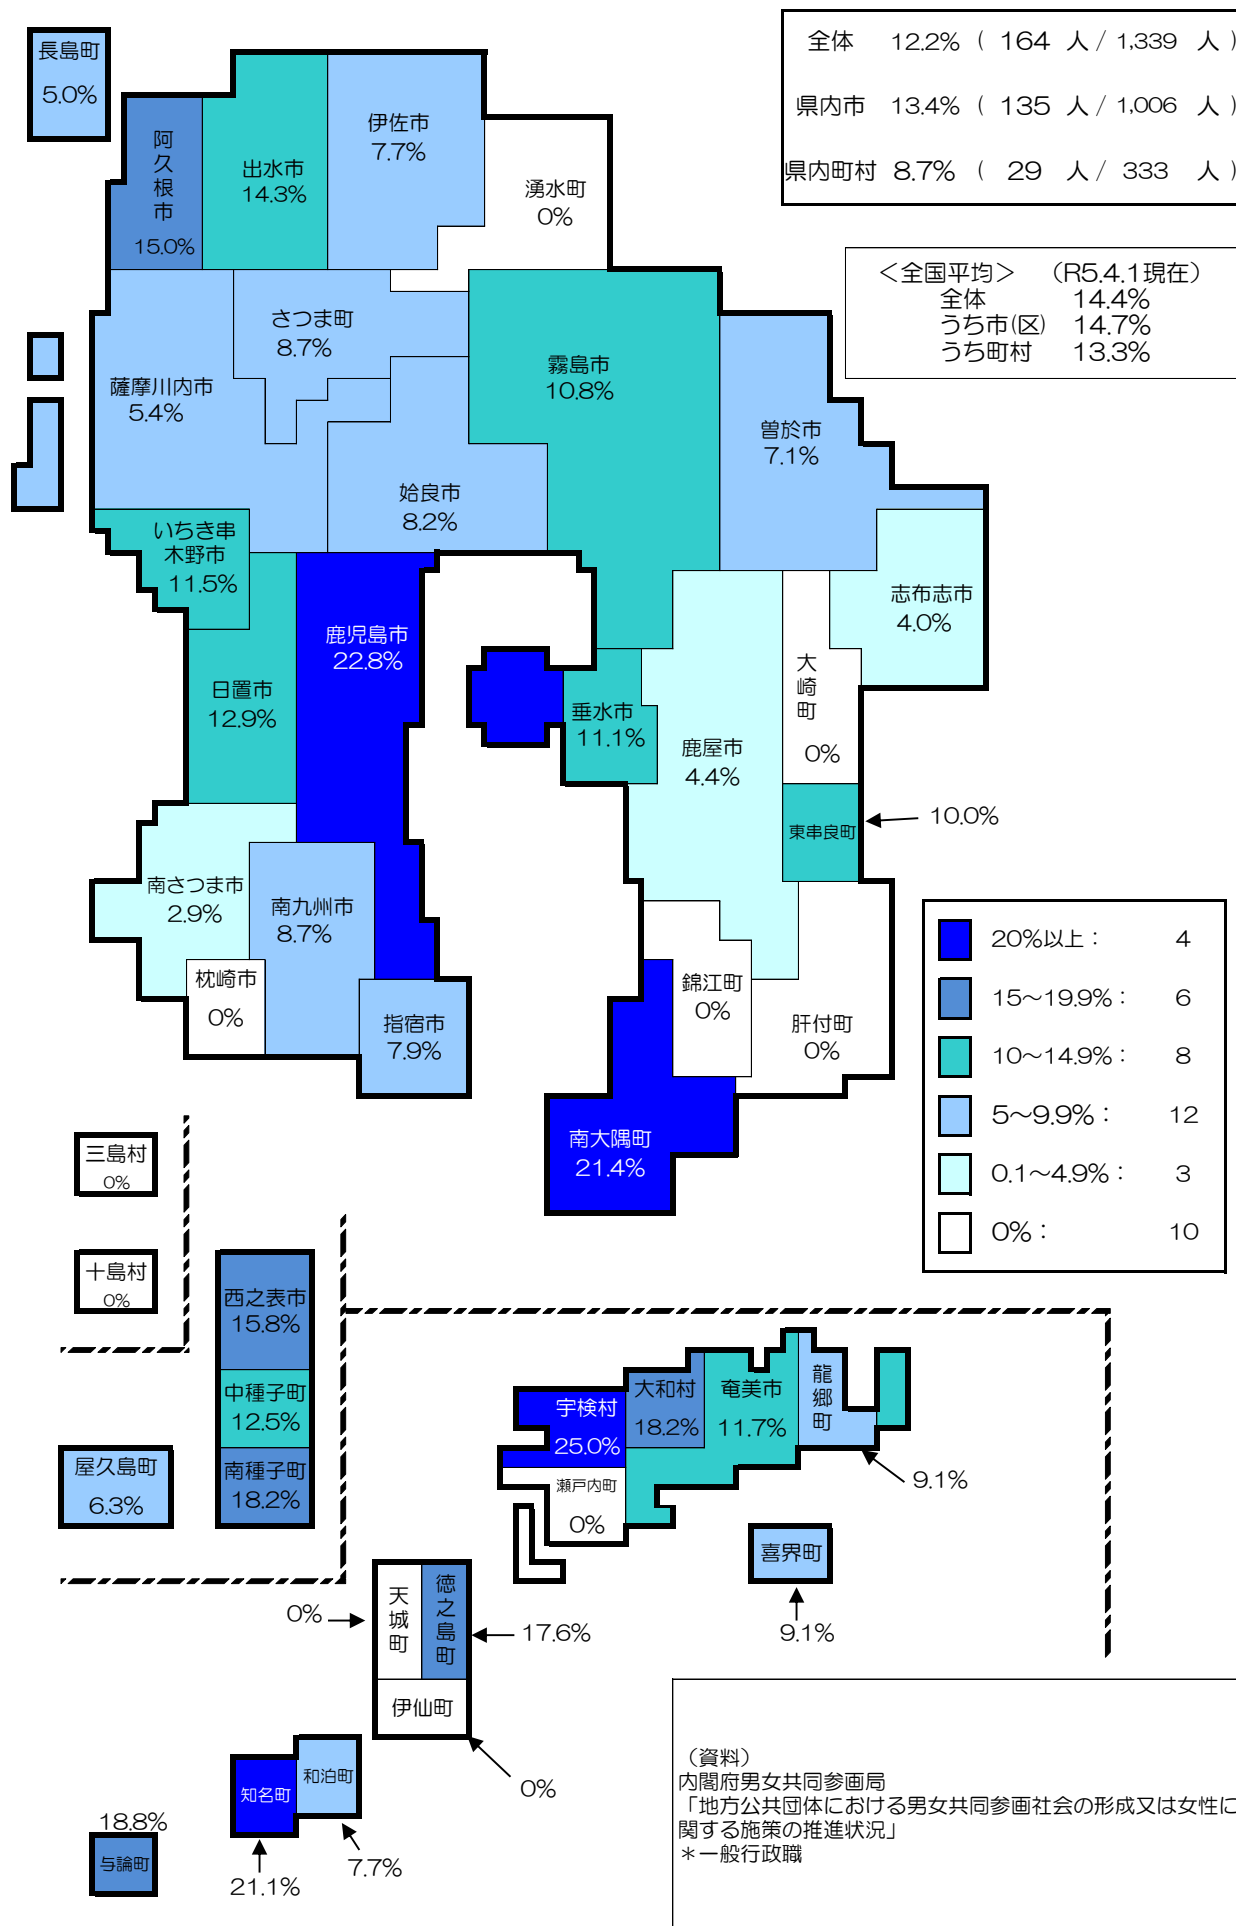 長島町
5.0%
全体 12.2% ( 164 人 / 1,339 人 )
県内市 13.4% ( 135 人 / 1,006 人 )
県内町村 8.7% ( 29 人 / 333 人 )
<全国平均> (R5.4.1現在)
全体 14.4%
うち市(区) 14.7%
うち町村 13.3%
阿久根市
15.0%
出水市
14.3%
伊佐市
7.7%
湧水町
0%
さつま町
8.7%
薩摩川内市
5.4%
霧島市
10.8%
曽於市
7.1%
姶良市
8.2%
いちき串
木野市
11.5%
鹿児島市
22.8%
志布志市
4.0%
大崎町
0%
日置市
12.9%
垂水市
11.1%
鹿屋市
4.4%
東串良町
10.0%
南さつま市
2.9%
南九州市
8.7%
枕崎市
0%
指宿市
7.9%
錦江町
0%
肝付町
0%
南大隅町
21.4%
20%以上: 4
15～19.9%: 6
10～14.9%: 8
5～9.9%: 12
0.1～4.9%: 3
0%: 10
三島村
0%
十島村
0%
西之表市
15.8%
中種子町
12.5%
南種子町
18.2%
屋久島町
6.3%
宇検村
25.0%
大和村
18.2%
奄美市
11.7%
龍郷町
9.1%
瀬戸内町
0%
喜界町
9.1%
天城町
0%
徳之島町
17.6%
伊仙町
0%
知名町
21.1%
和泊町
7.7%
18.8%
与論町
(資料)
内閣府男女共同参画局
「地方公共団体における男女共同参画社会の形成又は女性に
関する施策の推進状況」
＊一般行政職